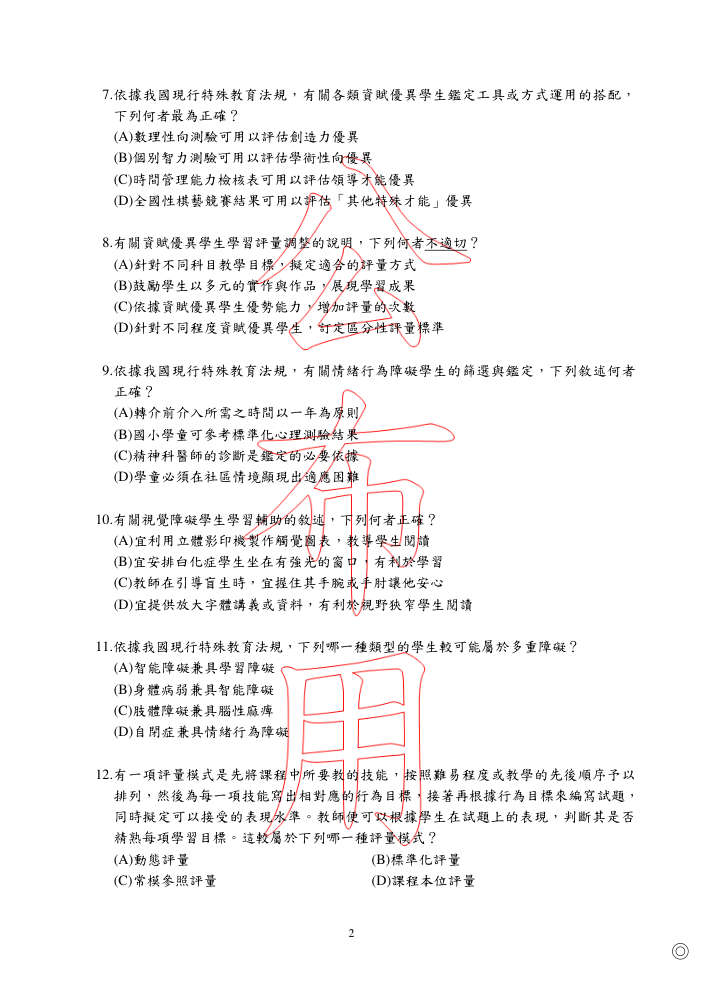 7.依據我國現行特殊教育法規，有關各類資賦優異學生鑑定工具或方式運用的搭配，
下列何者最為正確？
(A)數理性向測驗可用以評估創造力優異
(B)個別智力測驗可用以評估學術性向優異
(C)時間管理能力檢核表可用以評估領導才能優異
(D)全國性棋藝競賽結果可用以評估「其他特殊才能」優異
8.有關資賦優異學生學習評量調整的說明，下列何者不適切？
(A)針對不同科目教學目標，擬定適合的評量方式
(B)鼓勵學生以多元的實作與作品，展現學習成果
(C)依據資賦優異學生優勢能力，增加評量的次數
(D)針對不同程度資賦優異學生，訂定區分性評量標準
9.依據我國現行特殊教育法規，有關情緒行為障礙學生的篩選與鑑定，下列敘述何者
正確？
(A)轉介前介入所需之時間以一年為原則
(B)國小學童可參考標準化心理測驗結果
(C)精神科醫師的診斷是鑑定的必要依據
(D)學童必須在社區情境顯現出適應困難
10.有關視覺障礙學生學習輔助的敘述，下列何者正確？
(A)宜利用立體影印機製作觸覺圖表，教導學生閱讀
(B)宜安排白化症學生坐在有強光的窗口，有利於學習
(C)教師在引導盲生時，宜握住其手腕或手肘讓他安心
(D)宜提供放大字體講義或資料，有利於視野狹窄學生閱讀
11.依據我國現行特殊教育法規，下列哪一種類型的學生較可能屬於多重障礙？
(A)智能障礙兼具學習障礙
(B)身體病弱兼具智能障礙
(C)肢體障礙兼具腦性麻痺
(D)自閉症兼具情緒行為障礙
12.有一項評量模式是先將課程中所要教的技能，按照難易程度或教學的先後順序予以
排列，然後為每一項技能寫出相對應的行為目標，接著再根據行為目標來編寫試題，
同時擬定可以接受的表現水準。教師便可以根據學生在試題上的表現，判斷其是否
精熟每項學習目標。這較屬於下列哪一種評量模式？
(A)動態評量 (B)標準化評量
(C)常模參照評量 (D)課程本位評量
公布用
2